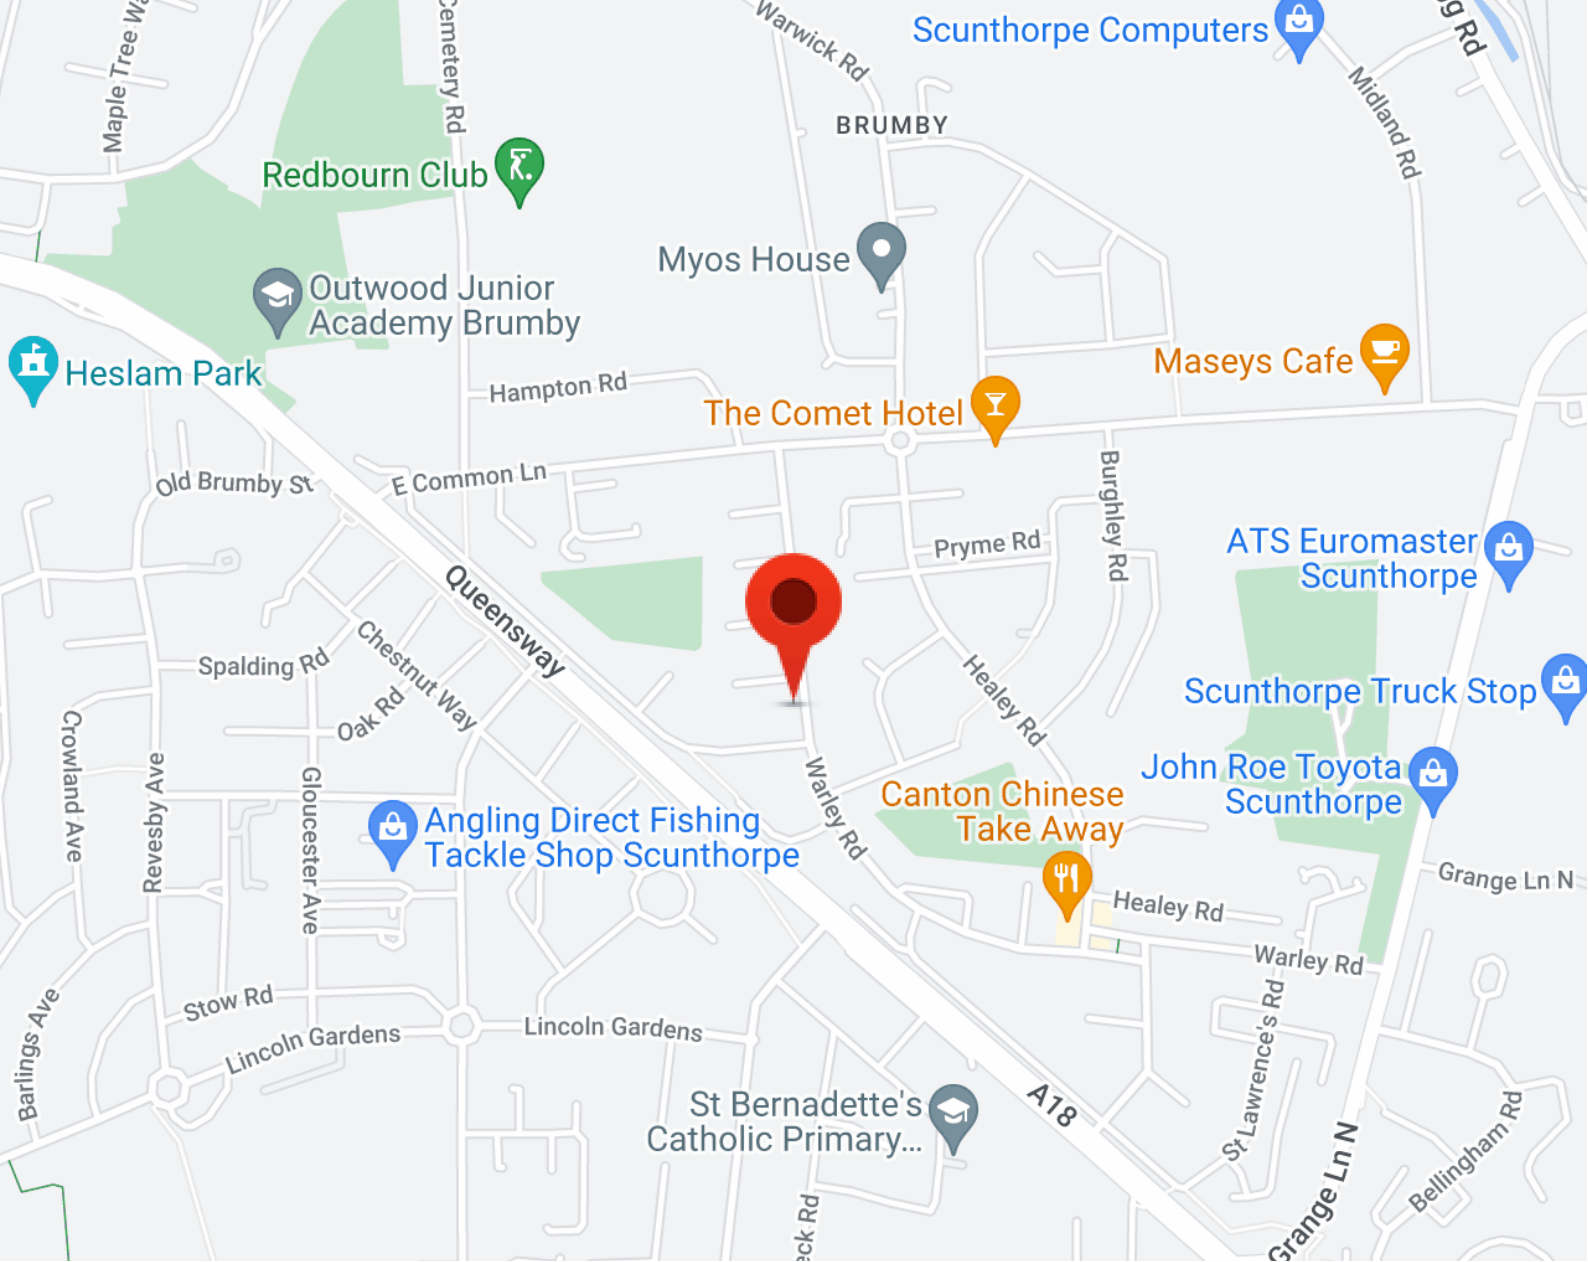 Maple Tree Wa
Cemetery Rd
Warwick Rd
Scunthorpe Computers
Midland Rd
BRUMBY
Redbourn Club
Myos House
Outwood Junior
Academy Brumby
Heslam Park
Hampton Rd
The Comet Hotel
Maseys Cafe
Old Brumby St
E Common Ln
Burghley Rd
Pryme Rd
ATS Euromaster
Scunthorpe
Queensway
Spalding Rd
Chestnut Way
Oak Rd
Healey Rd
Scunthorpe Truck Stop
Crowland Ave
Revesby Ave
Gloucester Ave
Warley Rd
John Roe Toyota
Scunthorpe
Canton Chinese
Take Away
Angling Direct Fishing
Tackle Shop Scunthorpe
Grange Ln N
Healey Rd
Warley Rd
Barlings Ave
Stow Rd
Lincoln Gardens
Lincoln Gardens
St Lawrence's Rd
A18
St Bernadette's
Catholic Primary...
Bellingham Rd
Grange Ln N
eck Rd